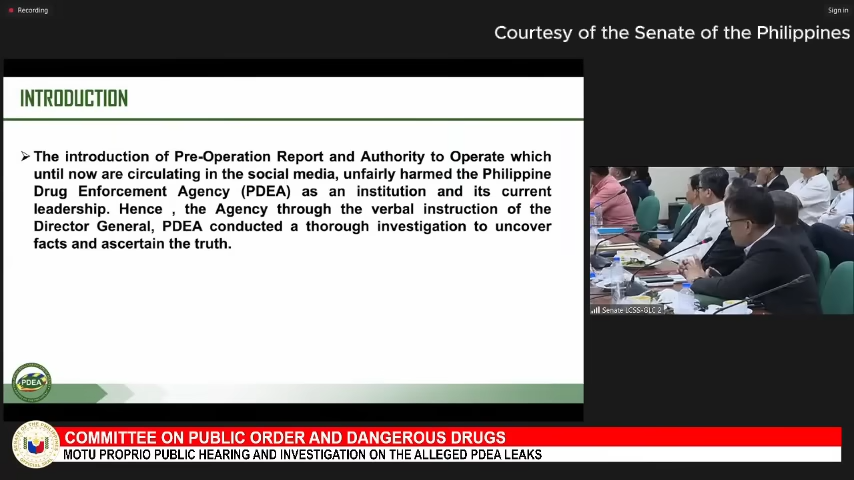 Recording
Sign in
Courtesy of the Senate of the Philippines
INTRODUCTION
➢ The introduction of Pre-Operation Report and Authority to Operate which
until now are circulating in the social media, unfairly harmed the Philippine
Drug Enforcement Agency (PDEA) as an institution and its current
leadership. Hence , the Agency through the verbal instruction of the
Director General, PDEA conducted a thorough investigation to uncover
facts and ascertain the truth.
PDEA
Senate LCSS-GLC 2
COMMITTEE ON PUBLIC ORDER AND DANGEROUS DRUGS
MOTU PROPRIO PUBLIC HEARING AND INVESTIGATION ON THE ALLEGED PDEA LEAKS